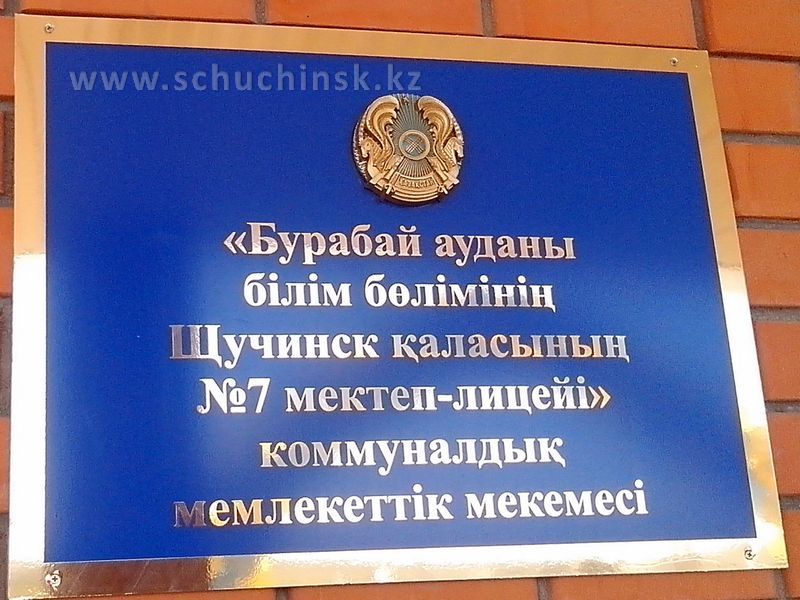 www.schuchinsk.kz
«Бурабай ауданы
білім бөлімінің
Щучинск қаласының
№7 мектеп-лицейі»
коммуналдық
мемлекеттік мекемесі